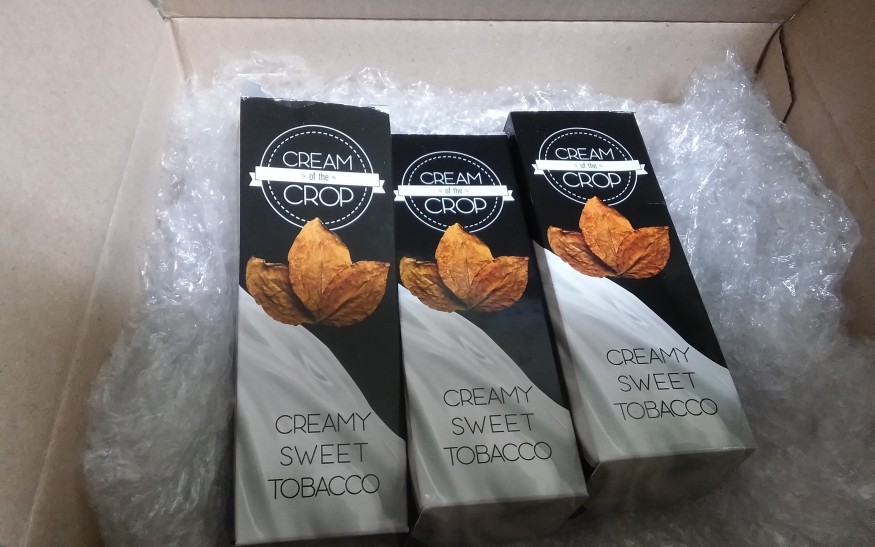 CREAM
of the
CROP
CREAMY
SWEET
TOBACCO
CREAM
of the
CROP
CREAMY
SWEET
TOBACCO
CREAM
of the
CROP
CREAMY
SWEET
TOBACCO